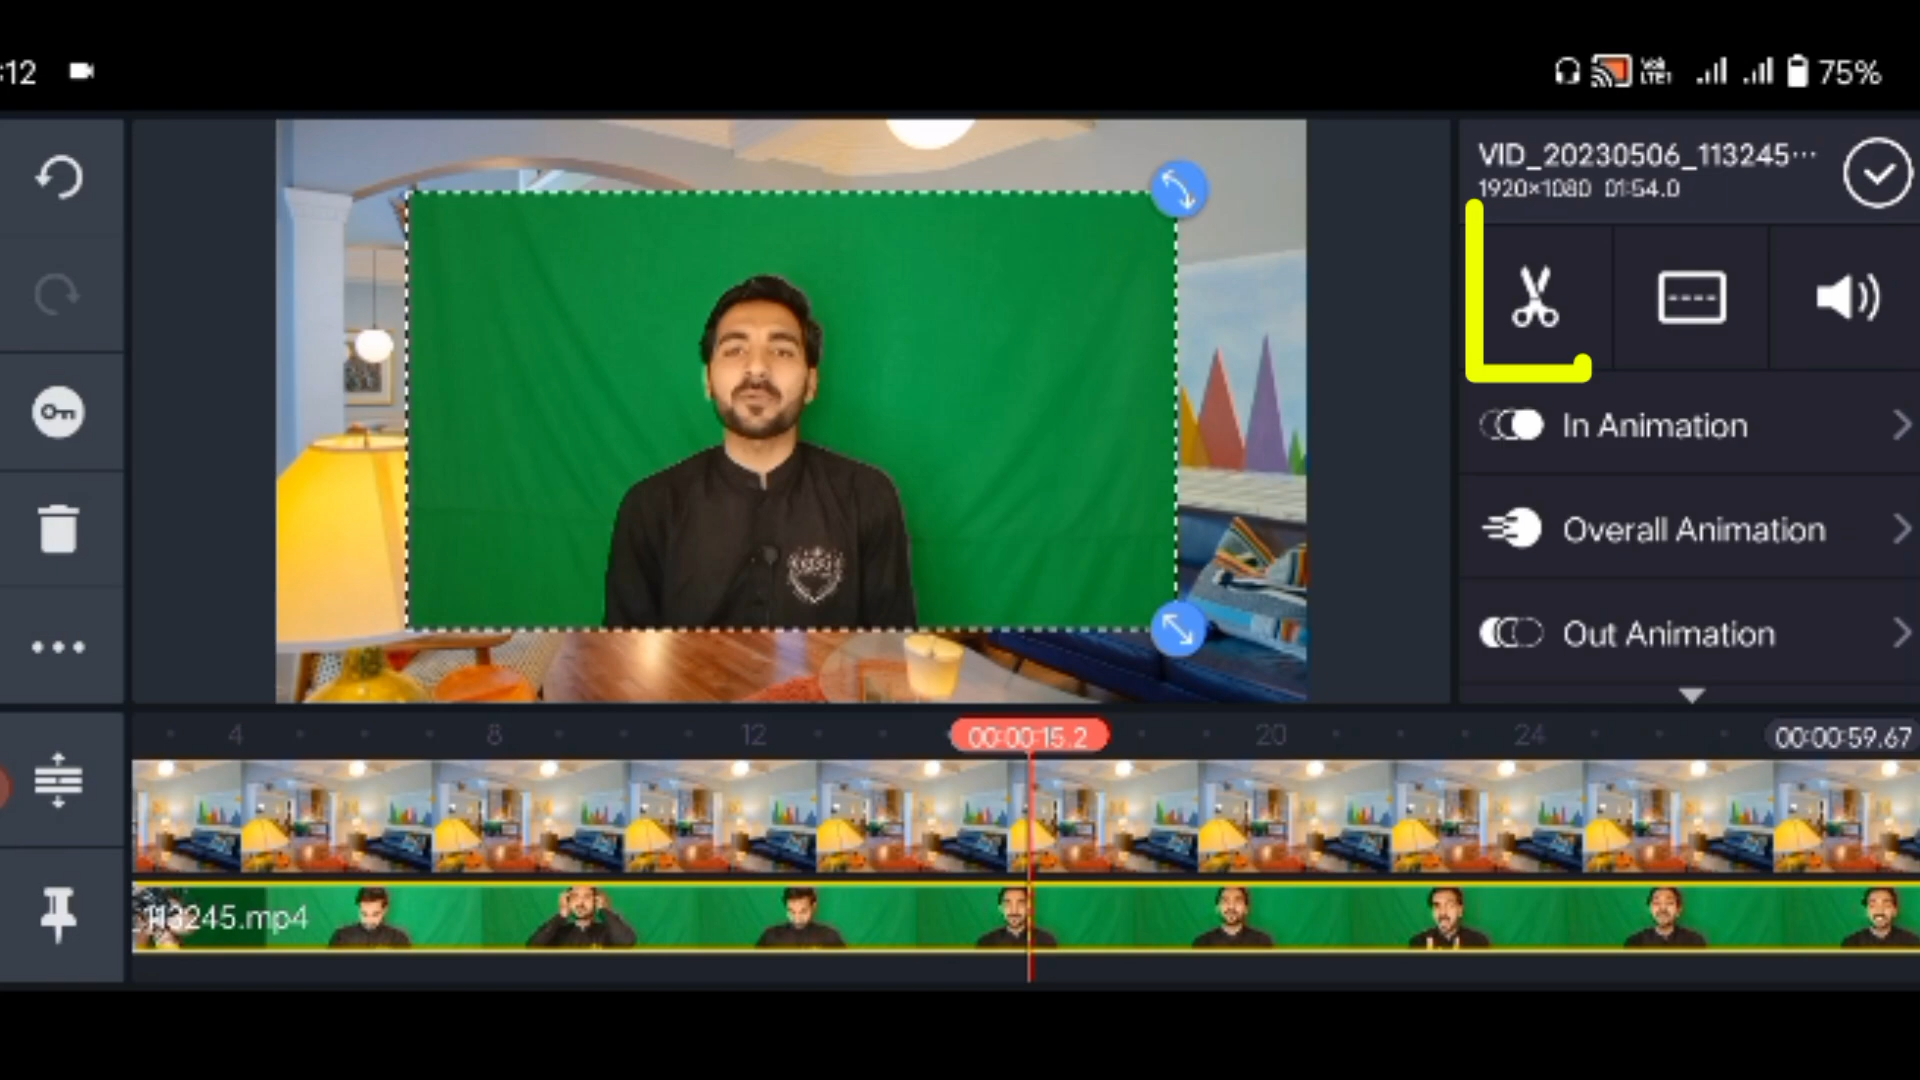 :12
VoLTE1
75%
VID_20230506_113245...
1920×1080 01:54.0
In Animation
Overall Animation
Out Animation
4
8
12
00:00:15.2
20
24
00:00:59.67
113245.mp4